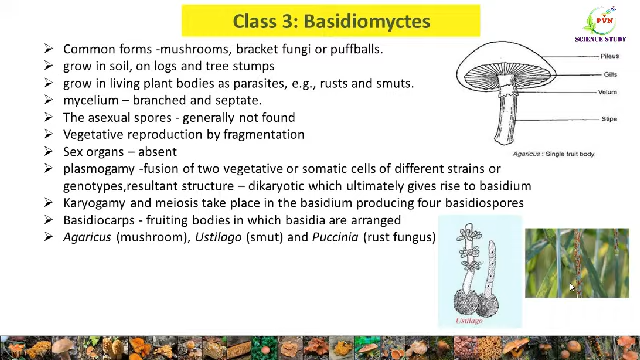 Class 3: Basidiomyctes
PVN
SCIENCE STUDY
Common forms -mushrooms, bracket fungi or puffballs.
grow in soil, on logs and tree stumps
grow in living plant bodies as parasites, e.g., rusts and smuts.
mycelium – branched and septate.
The asexual spores - generally not found
Vegetative reproduction by fragmentation
Sex organs – absent
plasmogamy -fusion of two vegetative or somatic cells of different strains or
genotypes,resultant structure – dikaryotic which ultimately gives rise to basidium
Karyogamy and meiosis take place in the basidium producing four basidiospores
Basidiocarps - fruiting bodies in which basidia are arranged
Agaricus (mushroom), Ustilago (smut) and Puccinia (rust fungus)
Pileus
Gills
Velum
Stipe
Agaricus : Single fruit body
Ustilago